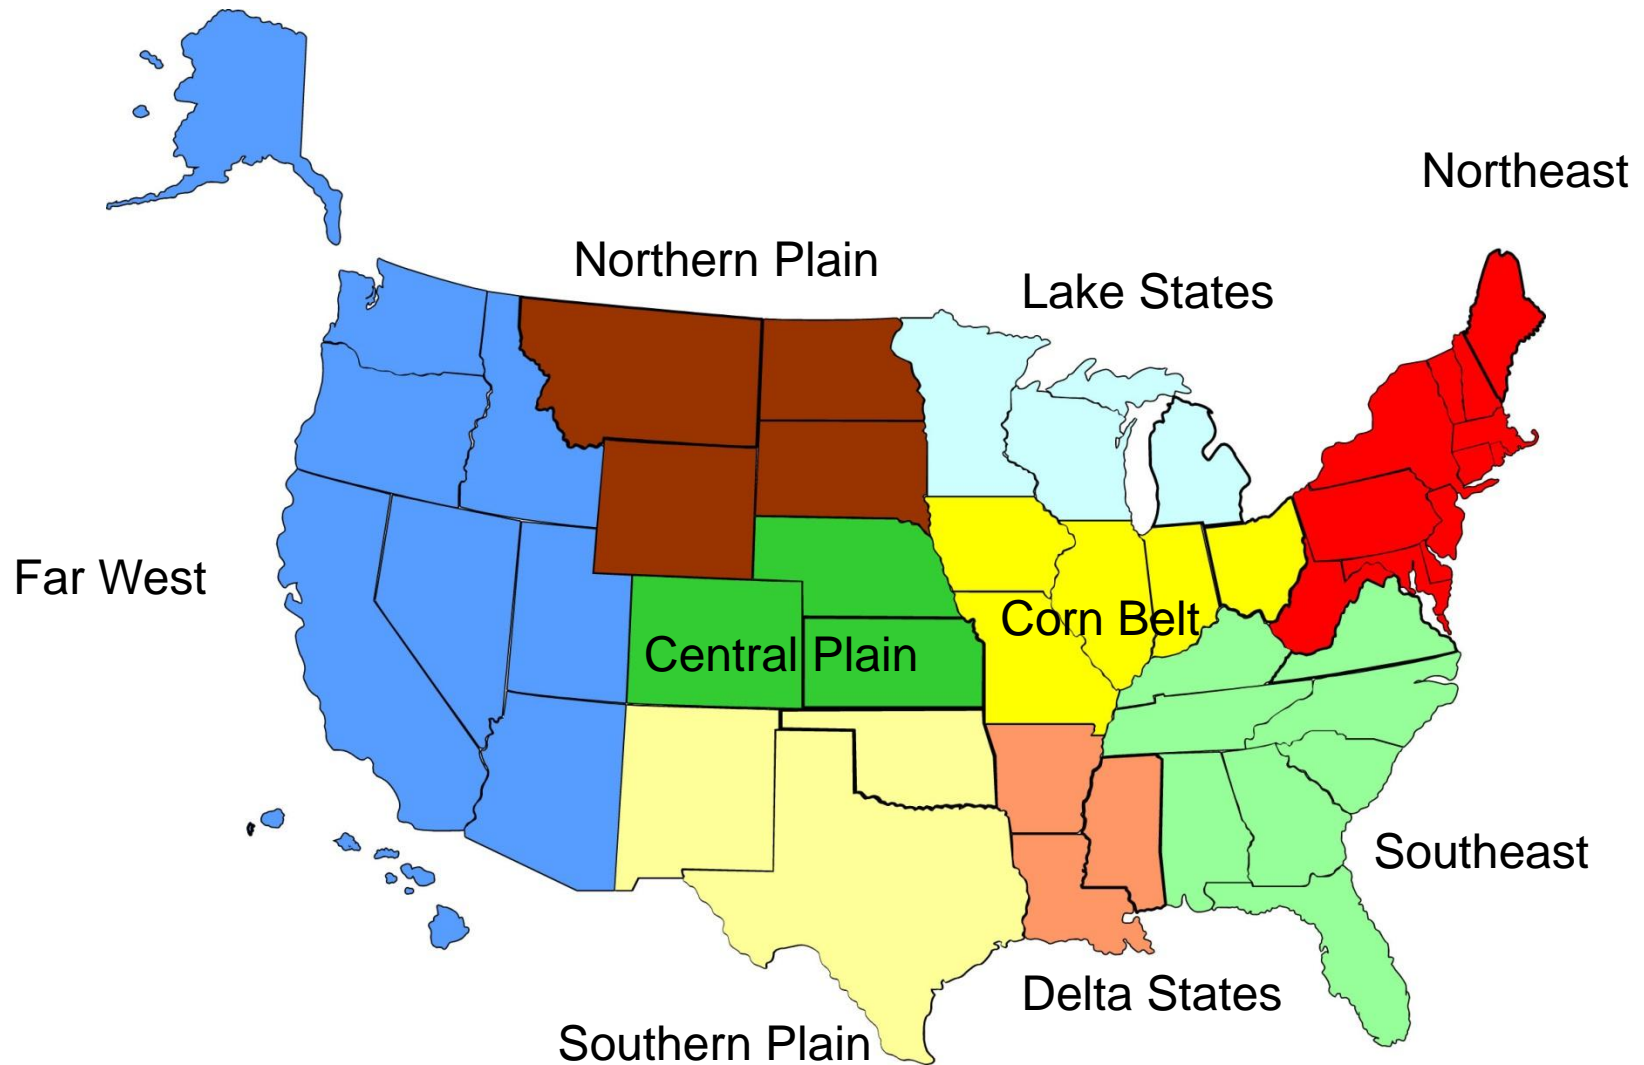 Northeast
Northern Plain
Lake States
Far West
Corn Belt
Central Plain
Southeast
Delta States
Southern Plain